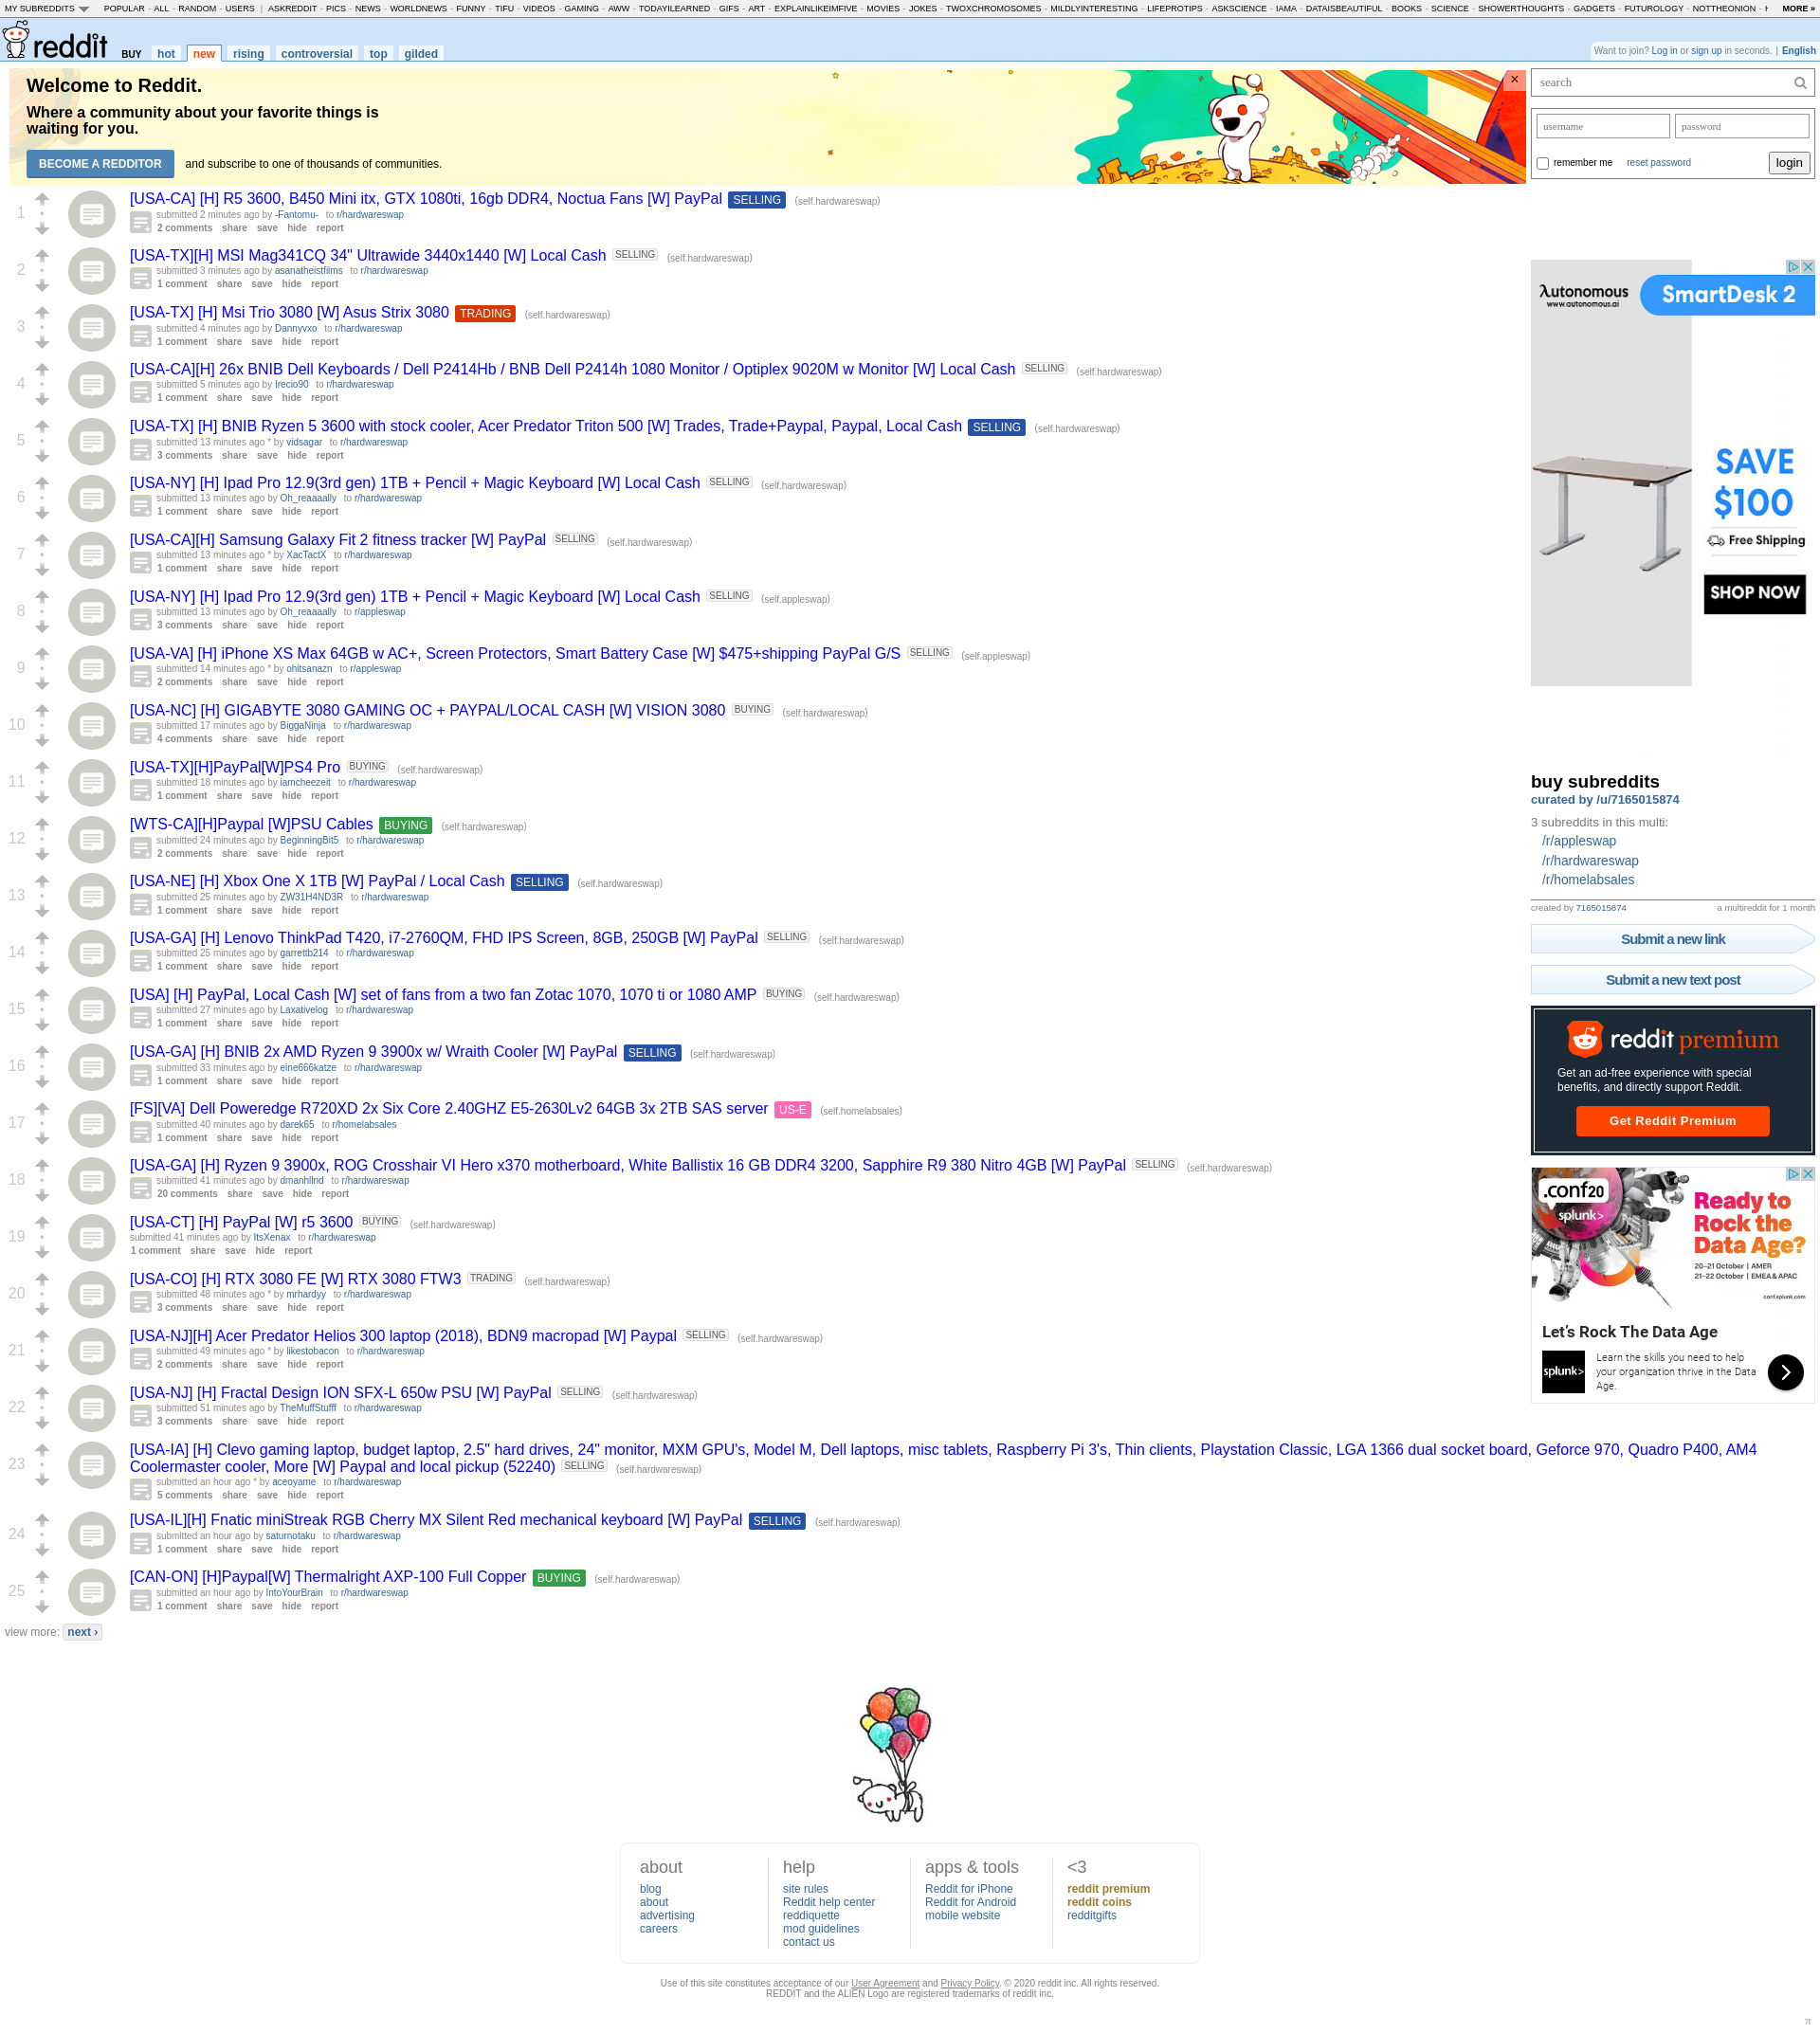 MY SUBREDDITS POPULAR - ALL - RANDOM - USERS | ASKREDDIT - PICS - NEWS - WORLDNEWS - FUNNY - TIFU - VIDEOS - GAMING - AWW - TODAYILEARNED - GIFS - ART - EXPLAINLIKEIMFIVE - MOVIES - JOKES - TWOXCHROMOSOMES - MILDLYINTERESTING - LIFEPROTIPS - ASKSCIENCE - IAMA - DATAISBEAUTIFUL - BOOKS - SCIENCE - SHOWERTHOUGHTS - GADGETS - FUTUROLOGY - NOTTHEONION - MORE »
reddit BUY hot new rising controversial top gilded
Want to join? Log in or sign up in seconds. | English
Welcome to Reddit.
Where a community about your favorite things is
waiting for you.
BECOME A REDDITOR and subscribe to one of thousands of communities.
×
search
username password
remember me reset password login
1
[USA-CA] [H] R5 3600, B450 Mini itx, GTX 1080ti, 16gb DDR4, Noctua Fans [W] PayPal SELLING (self.hardwareswap)
submitted 2 minutes ago by -Fantomu- to r/hardwareswap
2 comments share save hide report
2
[USA-TX][H] MSI Mag341CQ 34" Ultrawide 3440x1440 [W] Local Cash SELLING (self.hardwareswap)
submitted 3 minutes ago by asanatheistfilms to r/hardwareswap
1 comment share save hide report
3
[USA-TX] [H] Msi Trio 3080 [W] Asus Strix 3080 TRADING (self.hardwareswap)
submitted 4 minutes ago by Dannyvxo to r/hardwareswap
1 comment share save hide report
4
[USA-CA][H] 26x BNIB Dell Keyboards / Dell P2414Hb / BNB Dell P2414h 1080 Monitor / Optiplex 9020M w Monitor [W] Local Cash SELLING (self.hardwareswap)
submitted 5 minutes ago by Irecio90 to r/hardwareswap
1 comment share save hide report
5
[USA-TX] [H] BNIB Ryzen 5 3600 with stock cooler, Acer Predator Triton 500 [W] Trades, Trade+Paypal, Paypal, Local Cash SELLING (self.hardwareswap)
submitted 13 minutes ago * by vidsagar to r/hardwareswap
3 comments share save hide report
6
[USA-NY] [H] Ipad Pro 12.9(3rd gen) 1TB + Pencil + Magic Keyboard [W] Local Cash SELLING (self.hardwareswap)
submitted 13 minutes ago by Oh_reaaaally to r/hardwareswap
1 comment share save hide report
7
[USA-CA][H] Samsung Galaxy Fit 2 fitness tracker [W] PayPal SELLING (self.hardwareswap)
submitted 13 minutes ago * by XacTactX to r/hardwareswap
1 comment share save hide report
8
[USA-NY] [H] Ipad Pro 12.9(3rd gen) 1TB + Pencil + Magic Keyboard [W] Local Cash SELLING (self.appleswap)
submitted 13 minutes ago by Oh_reaaaally to r/appleswap
3 comments share save hide report
9
[USA-VA] [H] iPhone XS Max 64GB w AC+, Screen Protectors, Smart Battery Case [W] $475+shipping PayPal G/S SELLING (self.appleswap)
submitted 14 minutes ago * by ohitsanazn to r/appleswap
2 comments share save hide report
10
[USA-NC] [H] GIGABYTE 3080 GAMING OC + PAYPAL/LOCAL CASH [W] VISION 3080 BUYING (self.hardwareswap)
submitted 17 minutes ago by BiggaNinja to r/hardwareswap
4 comments share save hide report
11
[USA-TX][H]PayPal[W]PS4 Pro BUYING (self.hardwareswap)
submitted 18 minutes ago by iamcheezeit to r/hardwareswap
1 comment share save hide report
12
[WTS-CA][H]Paypal [W]PSU Cables BUYING (self.hardwareswap)
submitted 24 minutes ago by BeginningBit5 to r/hardwareswap
2 comments share save hide report
13
[USA-NE] [H] Xbox One X 1TB [W] PayPal / Local Cash SELLING (self.hardwareswap)
submitted 25 minutes ago by ZW31H4ND3R to r/hardwareswap
1 comment share save hide report
14
[USA-GA] [H] Lenovo ThinkPad T420, i7-2760QM, FHD IPS Screen, 8GB, 250GB [W] PayPal SELLING (self.hardwareswap)
submitted 25 minutes ago by garrettb214 to r/hardwareswap
1 comment share save hide report
15
[USA] [H] PayPal, Local Cash [W] set of fans from a two fan Zotac 1070, 1070 ti or 1080 AMP BUYING (self.hardwareswap)
submitted 27 minutes ago by Laxativelog to r/hardwareswap
1 comment share save hide report
16
[USA-GA] [H] BNIB 2x AMD Ryzen 9 3900x w/ Wraith Cooler [W] PayPal SELLING (self.hardwareswap)
submitted 33 minutes ago by eine666katze to r/hardwareswap
1 comment share save hide report
17
[FS][VA] Dell Poweredge R720XD 2x Six Core 2.40GHZ E5-2630Lv2 64GB 3x 2TB SAS server US-E (self.homelabsales)
submitted 40 minutes ago by darek65 to r/homelabsales
1 comment share save hide report
18
[USA-GA] [H] Ryzen 9 3900x, ROG Crosshair VI Hero x370 motherboard, White Ballistix 16 GB DDR4 3200, Sapphire R9 380 Nitro 4GB [W] PayPal SELLING (self.hardwareswap)
submitted 41 minutes ago by dmanhllnd to r/hardwareswap
20 comments share save hide report
19
[USA-CT] [H] PayPal [W] r5 3600 BUYING (self.hardwareswap)
submitted 41 minutes ago by ItsXenax to r/hardwareswap
1 comment share save hide report
20
[USA-CO] [H] RTX 3080 FE [W] RTX 3080 FTW3 TRADING (self.hardwareswap)
submitted 48 minutes ago * by mrhardyy to r/hardwareswap
3 comments share save hide report
21
[USA-NJ][H] Acer Predator Helios 300 laptop (2018), BDN9 macropad [W] Paypal SELLING (self.hardwareswap)
submitted 49 minutes ago * by likestobacon to r/hardwareswap
2 comments share save hide report
22
[USA-NJ] [H] Fractal Design ION SFX-L 650w PSU [W] PayPal SELLING (self.hardwareswap)
submitted 51 minutes ago by TheMuffStufff to r/hardwareswap
3 comments share save hide report
23
[USA-IA] [H] Clevo gaming laptop, budget laptop, 2.5" hard drives, 24" monitor, MXM GPU's, Model M, Dell laptops, misc tablets, Raspberry Pi 3's, Thin clients, Playstation Classic, LGA 1366 dual socket board, Geforce 970, Quadro P400, AM4
Coolermaster cooler, More [W] Paypal and local pickup (52240) SELLING (self.hardwareswap)
submitted an hour ago * by aceoyame to r/hardwareswap
5 comments share save hide report
24
[USA-IL][H] Fnatic miniStreak RGB Cherry MX Silent Red mechanical keyboard [W] PayPal SELLING (self.hardwareswap)
submitted an hour ago by saturnotaku to r/hardwareswap
1 comment share save hide report
25
[CAN-ON] [H]Paypal[W] Thermalright AXP-100 Full Copper BUYING (self.hardwareswap)
submitted an hour ago by IntoYourBrain to r/hardwareswap
1 comment share save hide report
view more: next ›
Autonomous
www.autonomous.ai
SmartDesk 2
SAVE
$100
Free Shipping
SHOP NOW
buy subreddits
curated by /u/7165015874
3 subreddits in this multi:
/r/appleswap
/r/hardwareswap
/r/homelabsales
created by 7165015874 a multireddit for 1 month
Submit a new link
Submit a new text post
reddit premium
Get an ad-free experience with special
benefits, and directly support Reddit.
Get Reddit Premium
.conf20
splunk>
Ready to
Rock the
Data Age?
20–21 October | AMER
21–22 October | EMEA & APAC
conf.splunk.com
Let's Rock The Data Age
splunk>
Learn the skills you need to help
your organization thrive in the Data
Age.
about
blog
about
advertising
careers
help
site rules
Reddit help center
reddiquette
mod guidelines
contact us
apps & tools
Reddit for iPhone
Reddit for Android
mobile website
<3
reddit premium
reddit coins
redditgifts
Use of this site constitutes acceptance of our User Agreement and Privacy Policy. © 2020 reddit inc. All rights reserved.
REDDIT and the ALIEN Logo are registered trademarks of reddit inc.
π